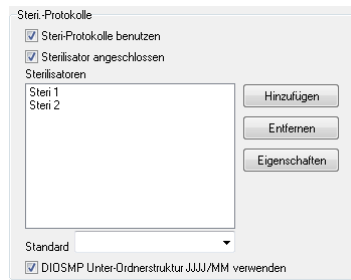 Steri.-Protokolle
Steri-Protokolle benutzen
Sterilisator angeschlossen
Sterilisatoren
Steri 1
Steri 2
Hinzufügen
Entfernen
Eigenschaften
Standard
DIOSMP Unter-Ordnerstruktur JJJJ/MM verwenden